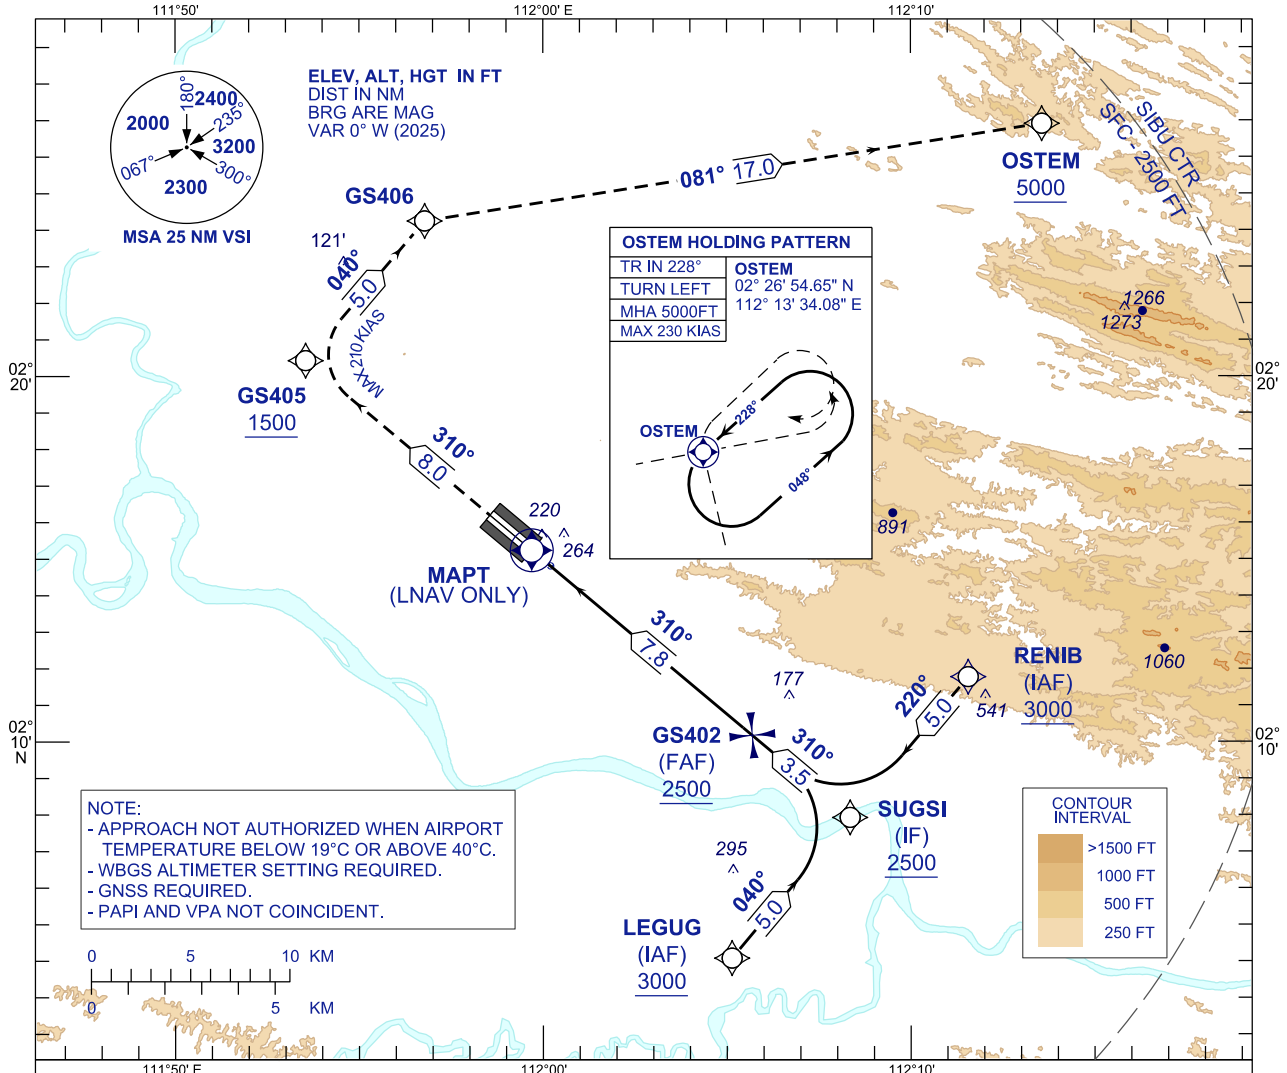 111°50'
112°00' E
112°10'
ELEV, ALT, HGT IN FT
DIST IN NM
BRG ARE MAG
VAR 0° W (2025)
180°
2400
235°
2000
3200
067°
300°
2300
MSA 25 NM VSI
SIBU CTR
SFC - 2500 FT
OSTEM
5000
081° 17.0
GS406
121'
040°
5.0
MAX 210 KIAS
GS405
1500
OSTEM HOLDING PATTERN
TR IN 228°
TURN LEFT
MHA 5000FT
MAX 230 KIAS
OSTEM
02° 26' 54.65" N
112° 13' 34.08" E
OSTEM
228°
048°
1266
1273
02°
20'
02°
20'
310°
8.0
220
264
MAPT
(LNAV ONLY)
891
310°
7.8
177
1060
RENIB
(IAF)
3000
541
220°
5.0
GS402
(FAF)
2500
310°
3.5
02°
10'
N
02°
10'
SUGSI
(IF)
2500
295
040°
5.0
LEGUG
(IAF)
3000
NOTE:
- APPROACH NOT AUTHORIZED WHEN AIRPORT
TEMPERATURE BELOW 19°C OR ABOVE 40°C.
- WBGS ALTIMETER SETTING REQUIRED.
- GNSS REQUIRED.
- PAPI AND VPA NOT COINCIDENT.
0 5 10 KM
0 5 KM
CONTOUR
INTERVAL
>1500 FT
1000 FT
500 FT
250 FT
111°50' E
112°00'
112°10'